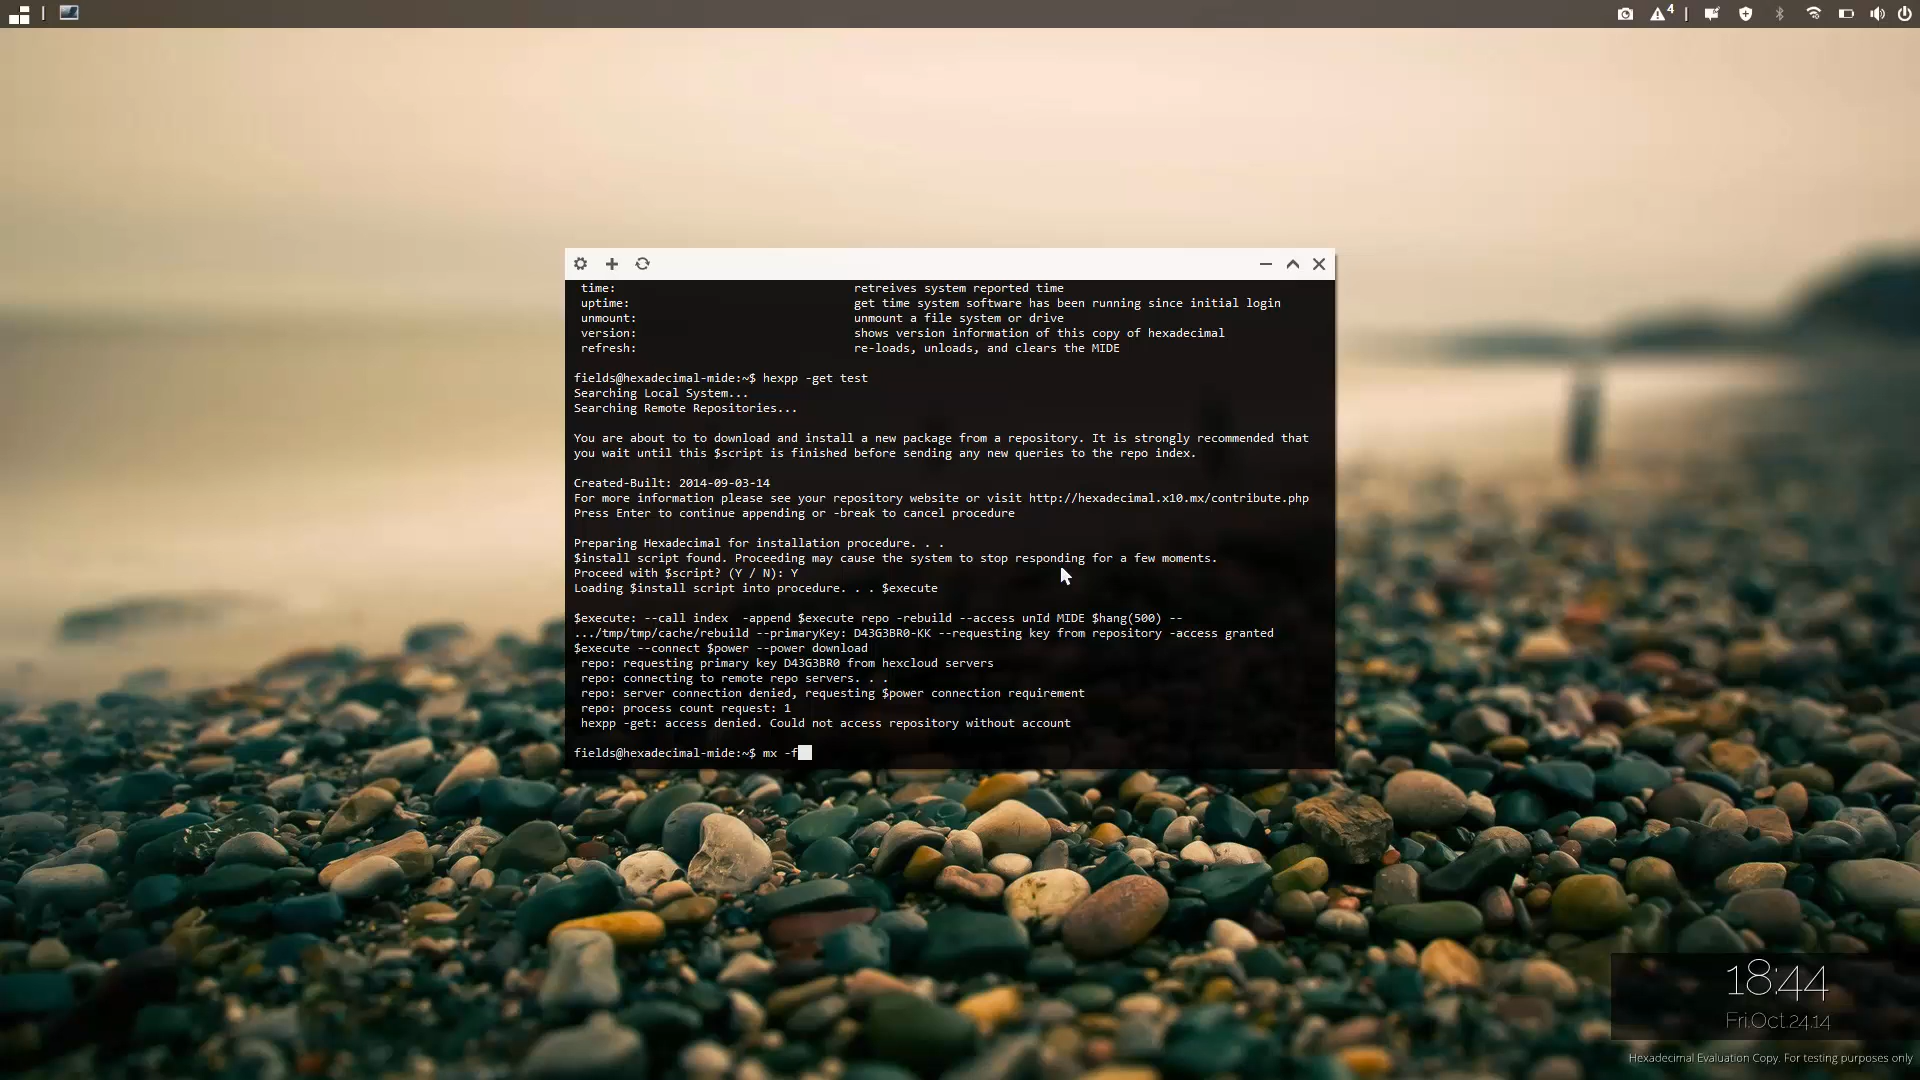 4
time: retreives system reported time
uptime: get time system software has been running since initial login
unmount: unmount a file system or drive
version: shows version information of this copy of hexadecimal
refresh: re-loads, unloads, and clears the MIDE
fields@hexadecimal-mide:~$ hexpp -get test
Searching Local System...
Searching Remote Repositories...
You are about to to download and install a new package from a repository. It is strongly recommended that
you wait until this $script is finished before sending any new queries to the repo index.
Created-Built: 2014-09-03-14
For more information please see your repository website or visit http://hexadecimal.x10.mx/contribute.php
Press Enter to continue appending or -break to cancel procedure
Preparing Hexadecimal for installation procedure. . .
$install script found. Proceeding may cause the system to stop responding for a few moments.
Proceed with $script? (Y / N): Y
Loading $install script into procedure. . . $execute
$execute: --call index  -append $execute repo -rebuild --access unId MIDE $hang(500) --
.../tmp/tmp/cache/rebuild --primaryKey: D43G3BR0-KK --requesting key from repository -access granted
$execute --connect $power --power download
repo: requesting primary key D43G3BR0 from hexcloud servers
repo: connecting to remote repo servers. . .
repo: server connection denied, requesting $power connection requirement
repo: process count request: 1
hexpp -get: access denied. Could not access repository without account
fields@hexadecimal-mide:~$ mx -f
18:44
Fri.Oct.24.14
Hexadecimal Evaluation Copy. For testing purposes only